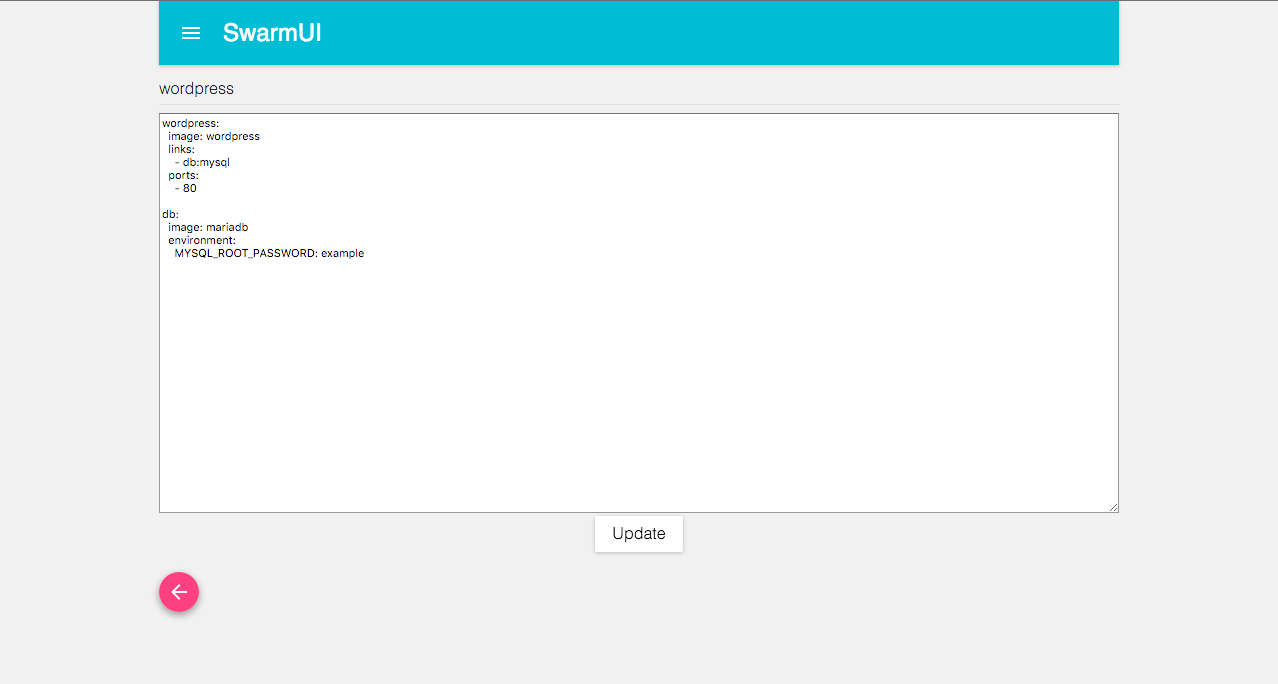 SwarmUI
wordpress
wordpress:
  image: wordpress
  links:
    - db:mysql
  ports:
    - 80

db:
  image: mariadb
  environment:
    MYSQL_ROOT_PASSWORD: example
Update